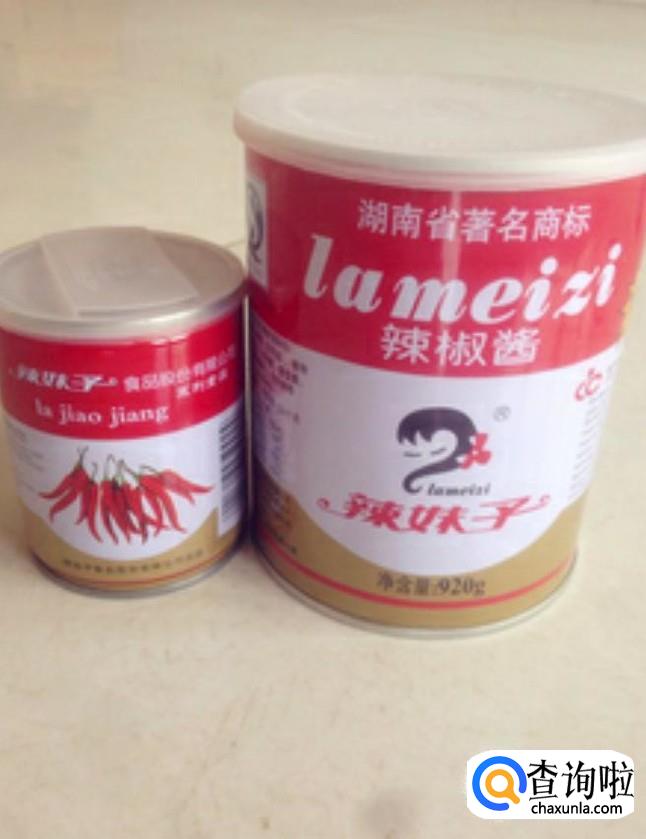 辣妹子 食品股份有限公司
la jiao jiang
湖南省著名商标
lameizi
辣椒酱
®
lameizi
辣妹子
净含量:920g
查询啦
chaxunla.com